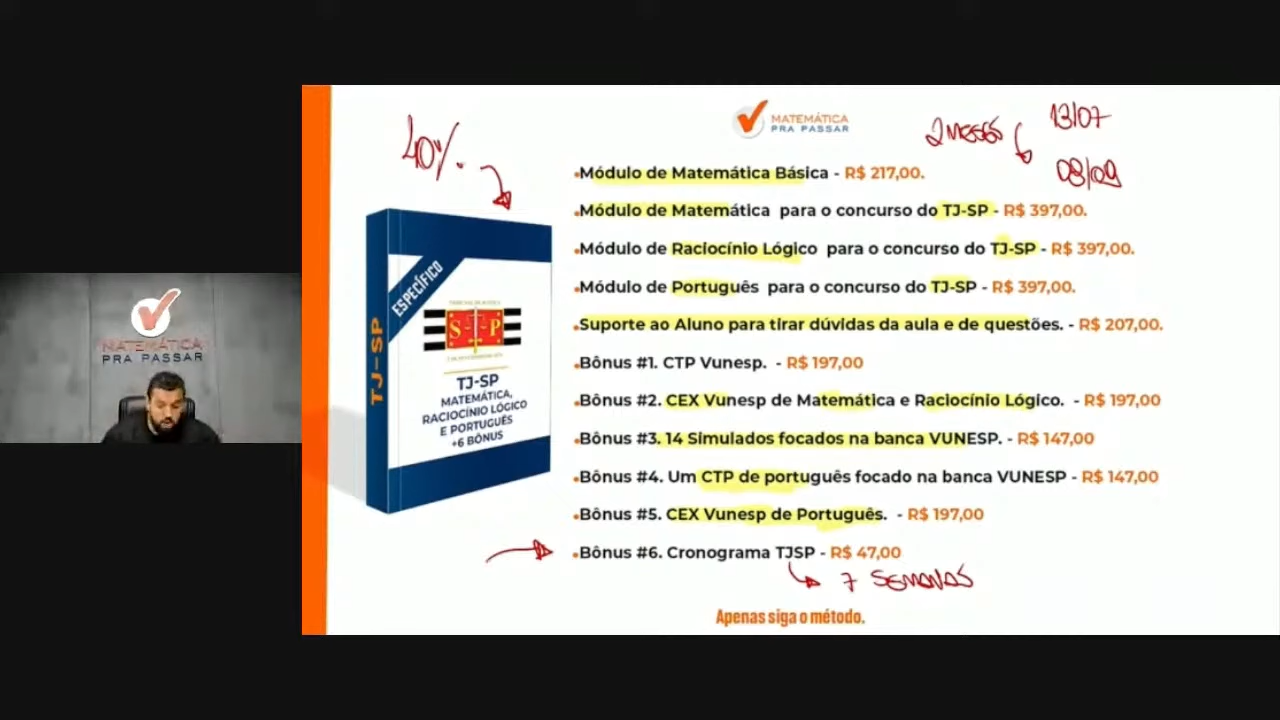 MATEMÁTICA
PRA PASSAR
40%.
MATEMÁTICA
PRA PASSAR
2 MESES
13/07
08/09
•Módulo de Matemática Básica - R$ 217,00.
•Módulo de Matemática para o concurso do TJ-SP - R$ 397,00.
•Módulo de Raciocínio Lógico para o concurso do TJ-SP - R$ 397,00.
•Módulo de Português para o concurso do TJ-SP - R$ 397,00.
•Suporte ao Aluno para tirar dúvidas da aula e de questões. - R$ 207,00.
•Bônus #1. CTP Vunesp. - R$ 197,00
•Bônus #2. CEX Vunesp de Matemática e Raciocínio Lógico. - R$ 197,00
•Bônus #3. 14 Simulados focados na banca VUNESP. - R$ 147,00
•Bônus #4. Um CTP de português focado na banca VUNESP - R$ 147,00
•Bônus #5. CEX Vunesp de Português. - R$ 197,00
•Bônus #6. Cronograma TJSP - R$ 47,00
7 SEMANAS
Apenas siga o método.
ESPECÍFICO
TJ-SP
TRIBUNAL DE JUSTIÇA
S P
TJ-SP
MATEMÁTICA,
RACIOCÍNIO LÓGICO
E PORTUGUÊS
+6 BÔNUS